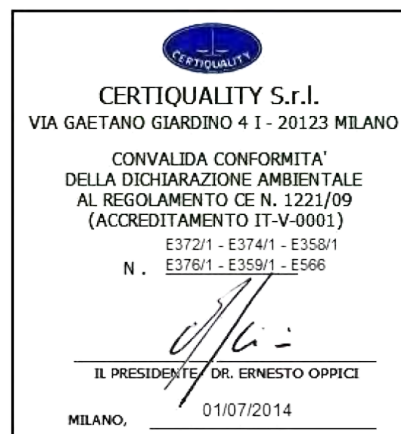 CERTIQUALITY
CERTIQUALITY S.r.l.
VIA GAETANO GIARDINO 4 I - 20123 MILANO
CONVALIDA CONFORMITA'
DELLA DICHIARAZIONE AMBIENTALE
AL REGOLAMENTO CE N. 1221/09
(ACCREDITAMENTO IT-V-0001)
E372/1 - E374/1 - E358/1
N . E376/1 - E359/1 - E566
IL PRESIDENTE DR. ERNESTO OPPICI
MILANO, 01/07/2014